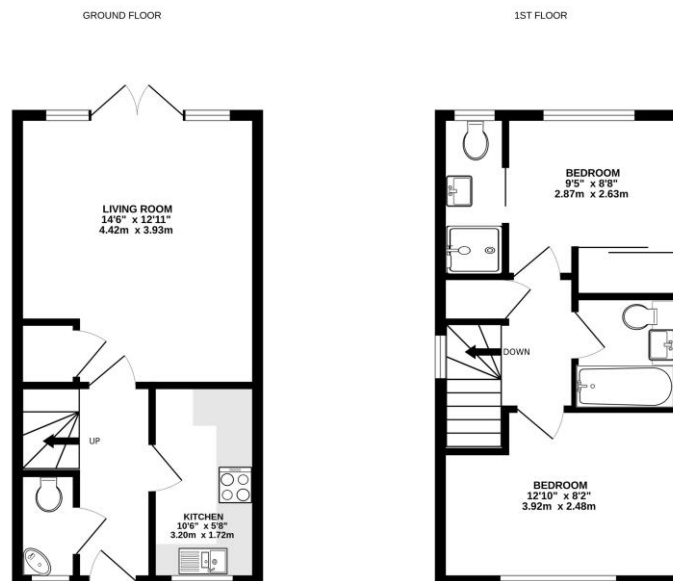 GROUND FLOOR
1ST FLOOR
LIVING ROOM
14'6" x 12'11"
4.42m x 3.93m
UP
KITCHEN
10'6" x 5'8"
3.20m x 1.72m
BEDROOM
9'5" x 8'8"
2.87m x 2.63m
DOWN
BEDROOM
12'10" x 8'2"
3.92m x 2.48m